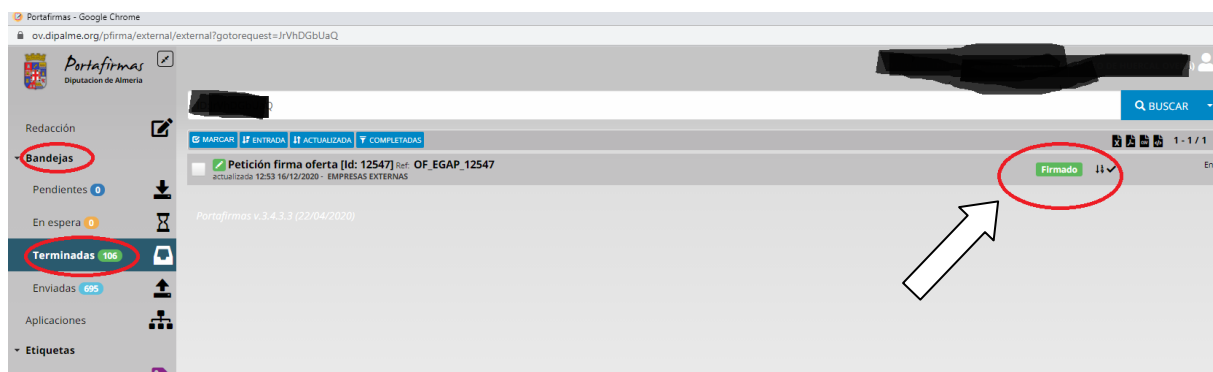 Portafirmas - Google Chrome
ov.dipalme.org/pfirma/external/external?gotorequest=JrVhDGbUaQ
Portafirmas
Diputacion de Almeria
BUSCAR
Redacción
MARCAR ENTRADA ACTUALIZADA COMPLETADAS
1 - 1 / 1
Bandejas
Petición firma oferta [Id: 12547] Ref: OF_EGAP_12547
Firmado
En
actualizada 12:53 16/12/2020 - EMPRESAS EXTERNAS
Pendientes 0
Portafirmas v.3.4.3.3 (22/04/2020)
En espera 0
Terminadas 106
Enviadas 695
Aplicaciones
Etiquetas